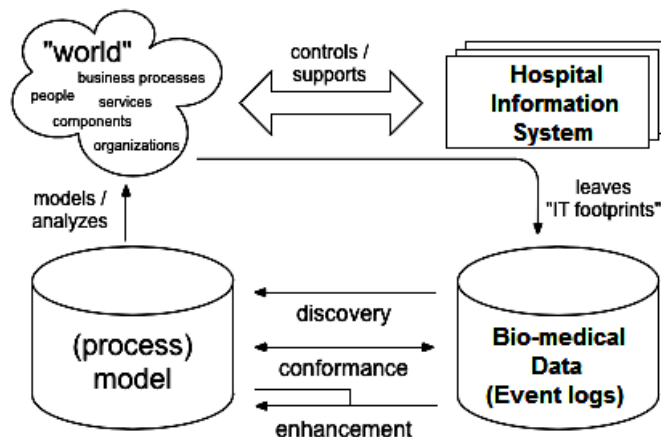 "world"
business processes
people
services
components
organizations
controls /
supports
Hospital
Information
System
models /
analyzes
leaves
"IT footprints"
(process)
model
discovery
conformance
enhancement
Bio-medical
Data
(Event logs)